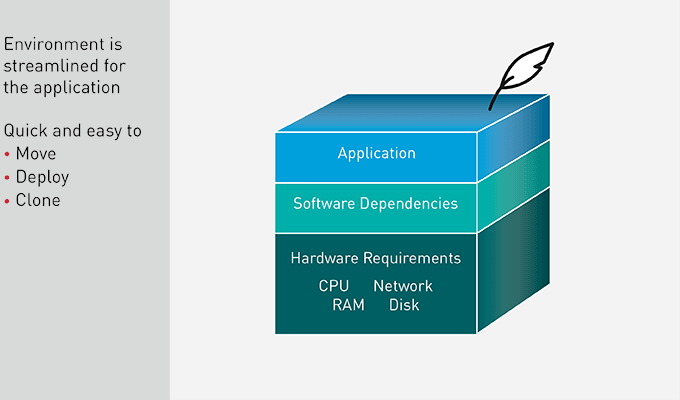 Environment is
streamlined for
the application
Quick and easy to
• Move
• Deploy
• Clone
Application
Software Dependencies
Hardware Requirements
CPU Network
RAM Disk